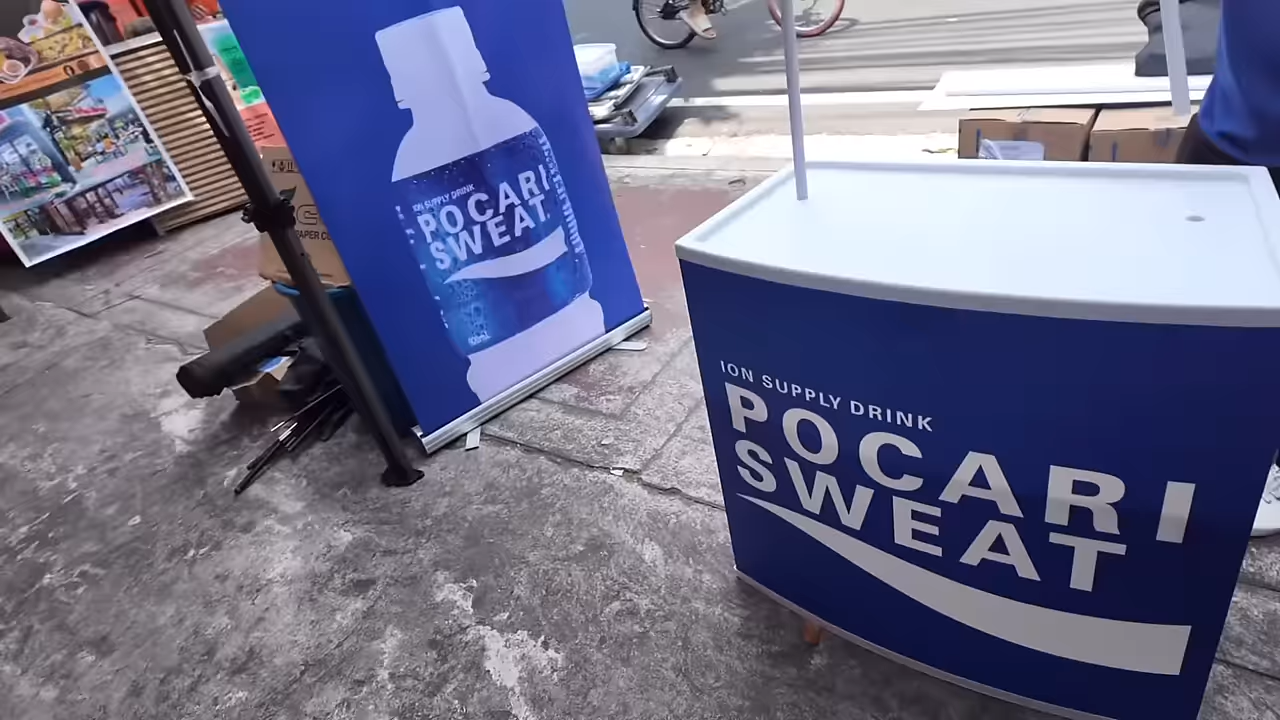 ION SUPPLY DRINK
POCARI
SWEAT
ION SUPPLY DRINK
POCARI
SWEAT